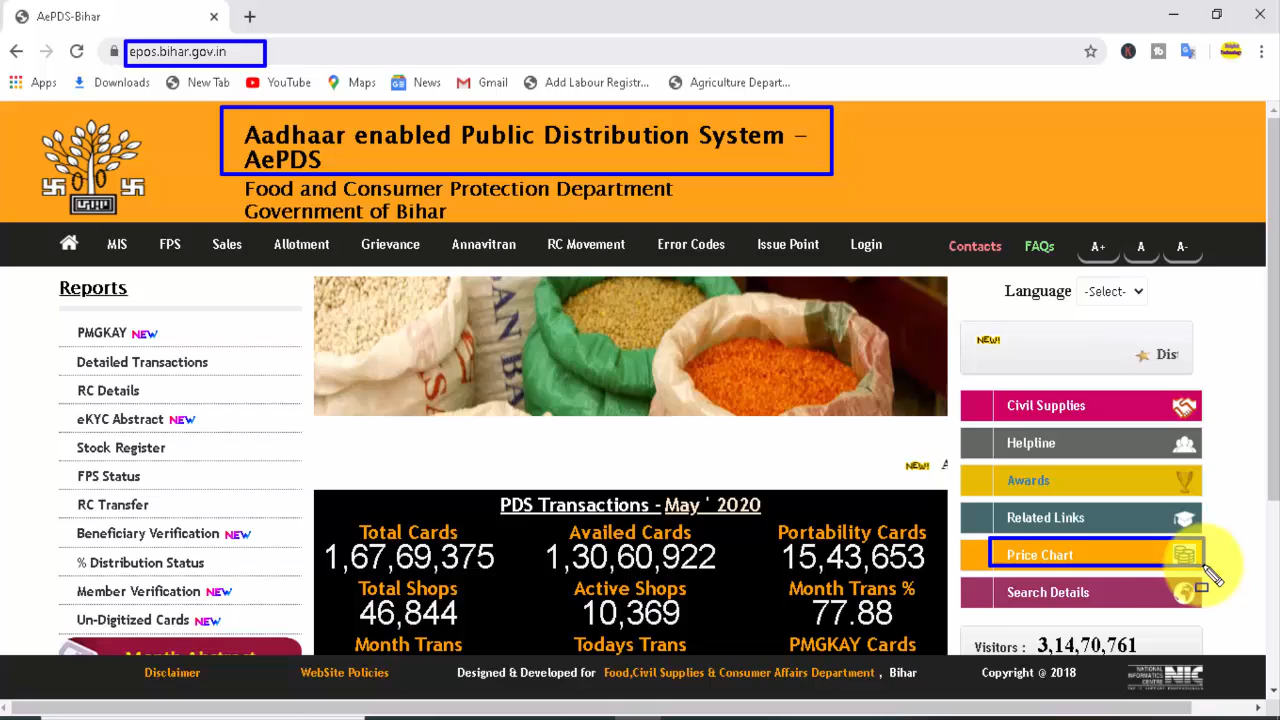 AePDS-Bihar
epos.bihar.gov.in
Apps Downloads New Tab YouTube Maps News Gmail Add Labour Registr... Agriculture Depart...
Aadhaar enabled Public Distribution System –
AePDS
Food and Consumer Protection Department
Government of Bihar
MIS FPS Sales Allotment Grievance Annavitran RC Movement Error Codes Issue Point Login Contacts FAQs A+ A A-
Reports
PMGKAY NEW
Detailed Transactions
RC Details
eKYC Abstract NEW
Stock Register
FPS Status
RC Transfer
Beneficiary Verification NEW
% Distribution Status
Member Verification NEW
Un-Digitized Cards NEW
Month Abstract
NEW!
PDS Transactions - May ' 2020
Total Cards Availed Cards Portability Cards
1,67,69,375 1,30,60,922 15,43,653
Total Shops Active Shops Month Trans %
46,844 10,369 77.88
Month Trans Todays Trans PMGKAY Cards
Language -Select-
NEW!
Dis
Civil Supplies
Helpline
Awards
Related Links
Price Chart
Search Details
Visitors : 3,14,70,761
Disclaimer WebSite Policies Designed & Developed for Food,Civil Supplies & Consumer Affairs Department , Bihar Copyright @ 2018
NATIONAL
INFORMATICS
CENTRE
NIC